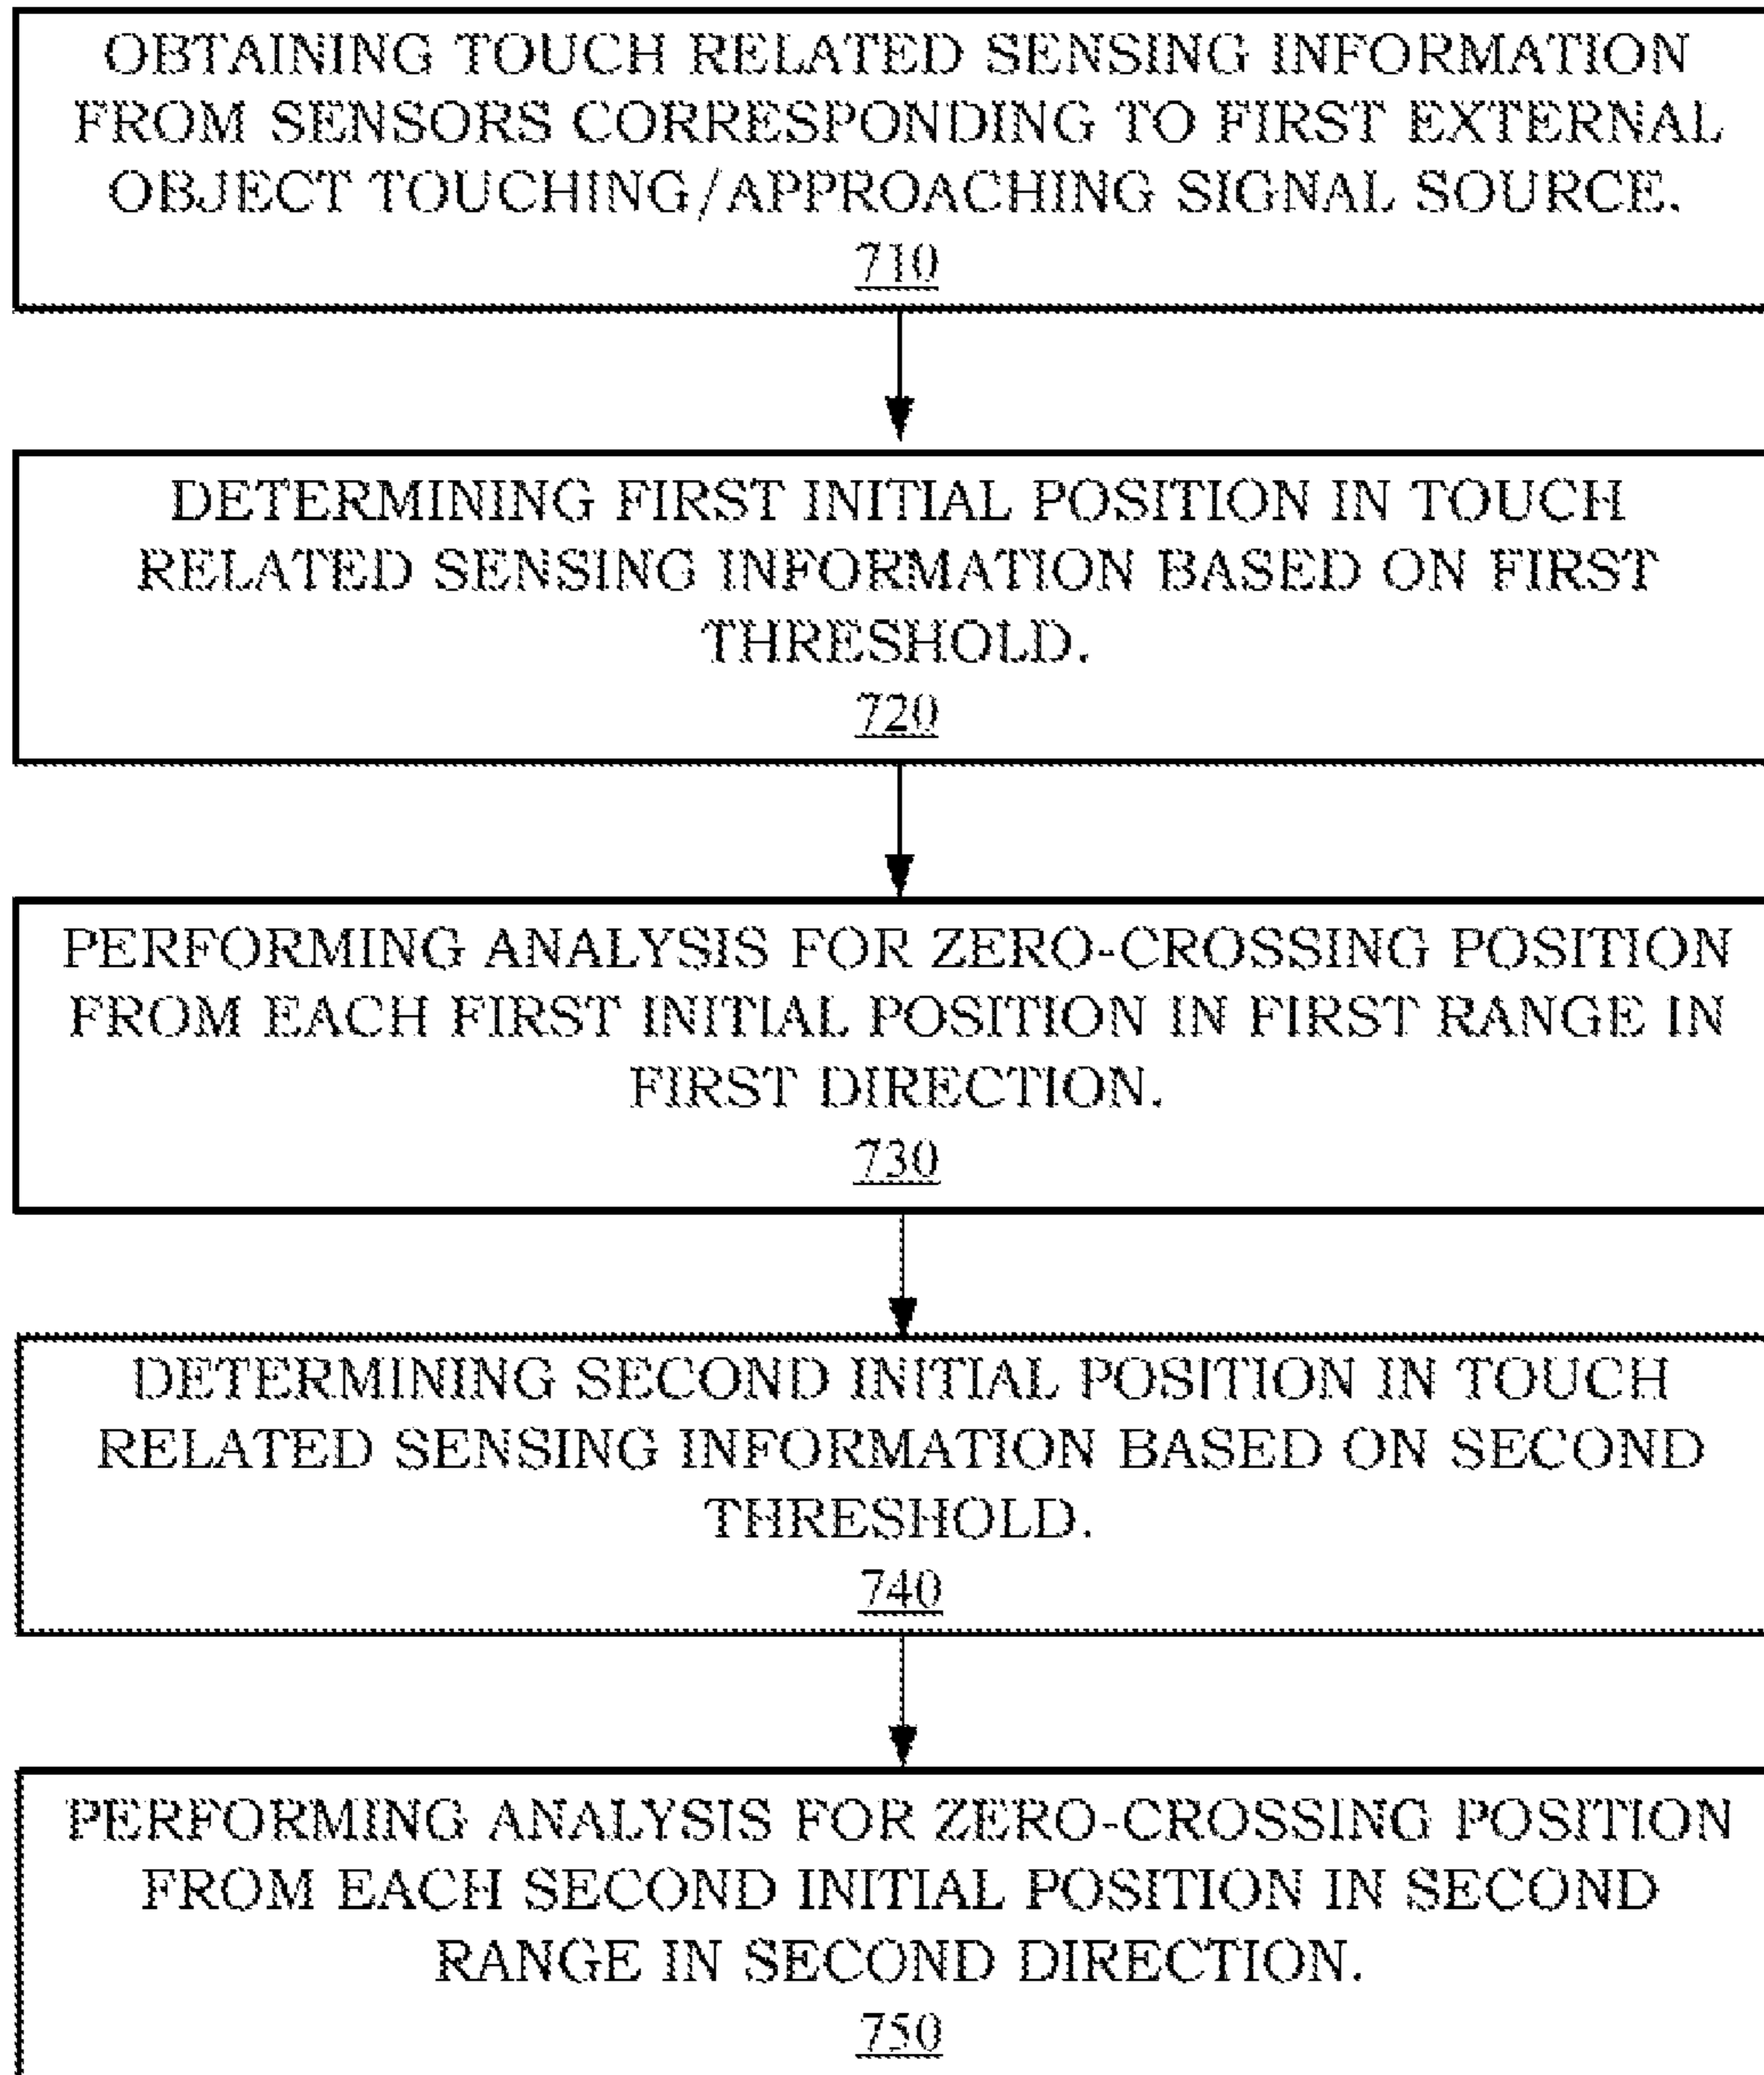 OBTAINING TOUCH RELATED SENSING INFORMATION
FROM SENSORS CORRESPONDING TO FIRST EXTERNAL
OBJECT TOUCHING/APPROACHING SIGNAL SOURCE.
710
DETERMINING FIRST INITIAL POSITION IN TOUCH
RELATED SENSING INFORMATION BASED ON FIRST
THRESHOLD.
720
PERFORMING ANALYSIS FOR ZERO-CROSSING POSITION
FROM EACH FIRST INITIAL POSITION IN FIRST RANGE IN
FIRST DIRECTION.
730
DETERMINING SECOND INITIAL POSITION IN TOUCH
RELATED SENSING INFORMATION BASED ON SECOND
THRESHOLD.
740
PERFORMING ANALYSIS FOR ZERO-CROSSING POSITION
FROM EACH SECOND INITIAL POSITION IN SECOND
RANGE IN SECOND DIRECTION.
750